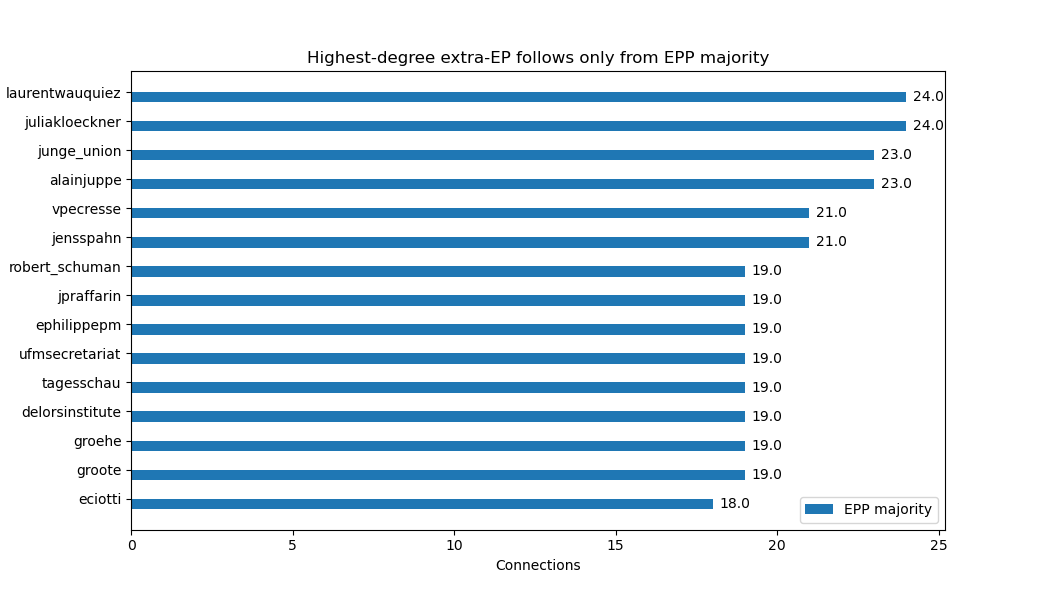 Highest-degree extra-EP follows only from EPP majority
laurentwauquiez 24.0
juliakloeckner 24.0
junge_union 23.0
alainjuppe 23.0
vpecresse 21.0
jensspahn 21.0
robert_schuman 19.0
jpraffarin 19.0
ephilippepm 19.0
ufmsecretariat 19.0
tagesschau 19.0
delorsinstitute 19.0
groehe 19.0
groote 19.0
eciotti 18.0
EPP majority
0 5 10 15 20 25
Connections